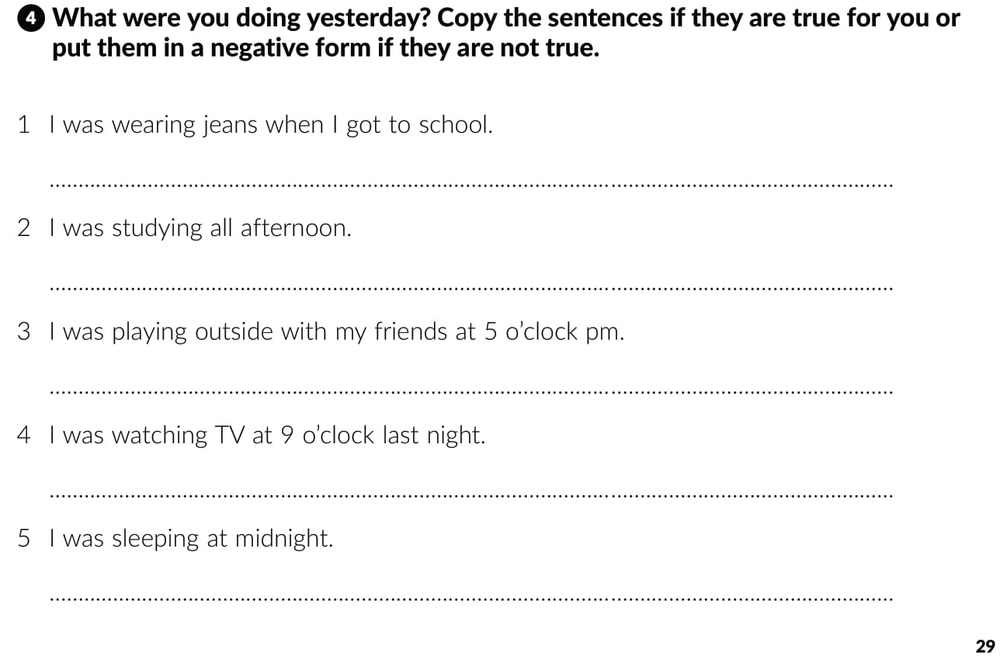 4 What were you doing yesterday? Copy the sentences if they are true for you or
put them in a negative form if they are not true.
1 I was wearing jeans when I got to school.
2 I was studying all afternoon.
3 I was playing outside with my friends at 5 o'clock pm.
4 I was watching TV at 9 o'clock last night.
5 I was sleeping at midnight.
29